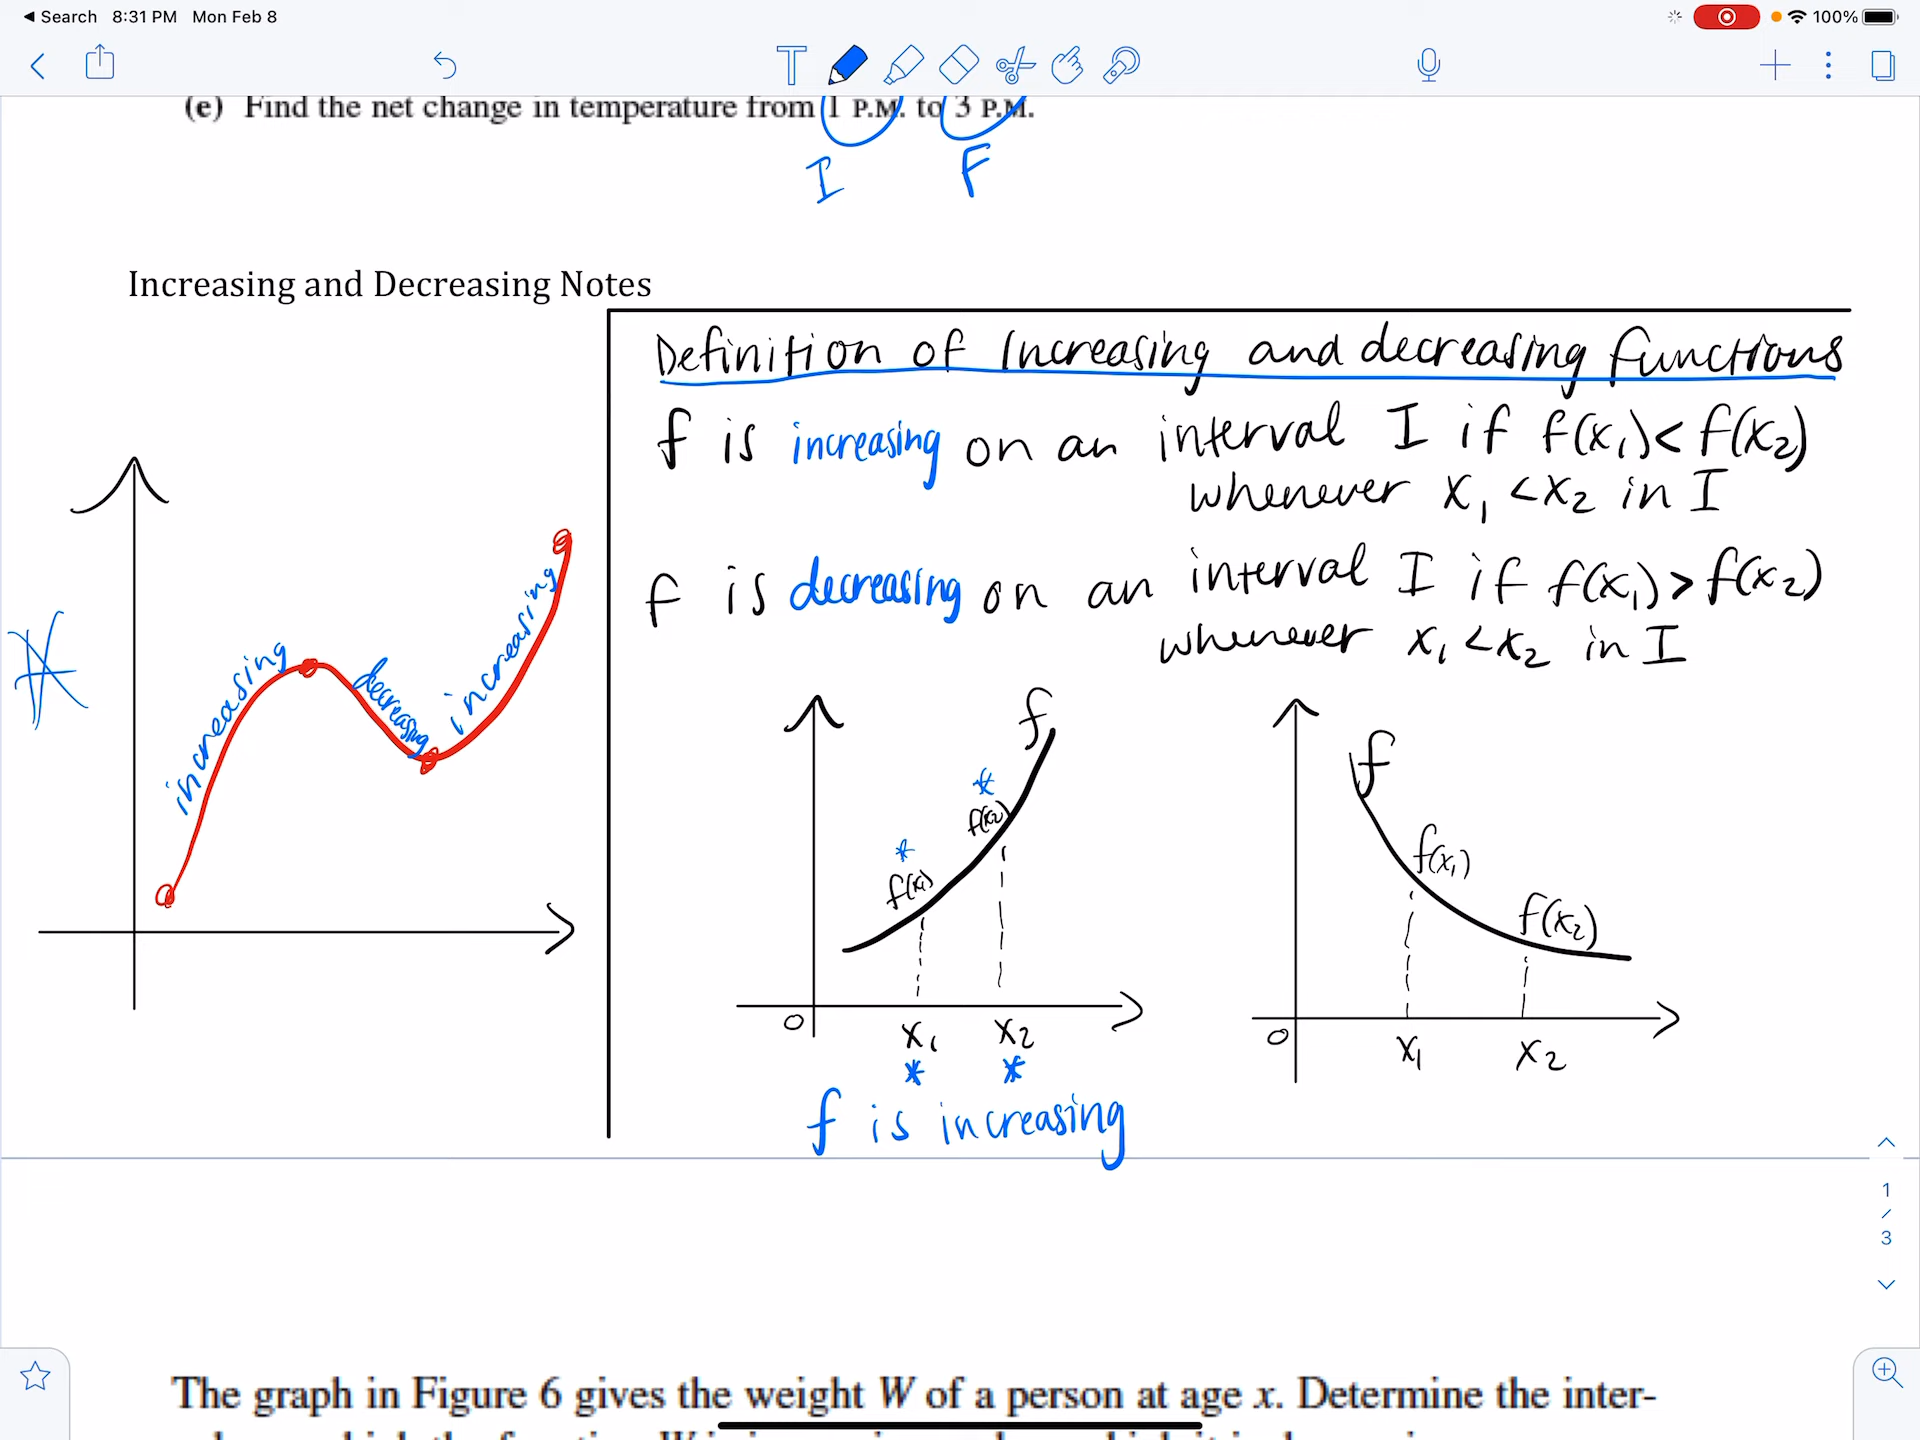 ◀ Search 8:31 PM Mon Feb 8 100%
(e) Find the net change in temperature from 1 P.M. to 3 P.M.
I F
Increasing and Decreasing Notes
Definition of Increasing and decreasing functions
f is increasing on an interval I if f(x₁)<f(x₂)
whenever x₁<x₂ in I
f is decreasing on an interval I if f(x₁)>f(x₂)
whenever x₁<x₂ in I
increasing
decreasing
increasing
f
*
f(x₂)
*
f(x₁)
0
x₁ x₂
* *
f is increasing
f
f(x₁)
f(x₂)
0
x₁ x₂
1
/
3
The graph in Figure 6 gives the weight W of a person at age x. Determine the inter-